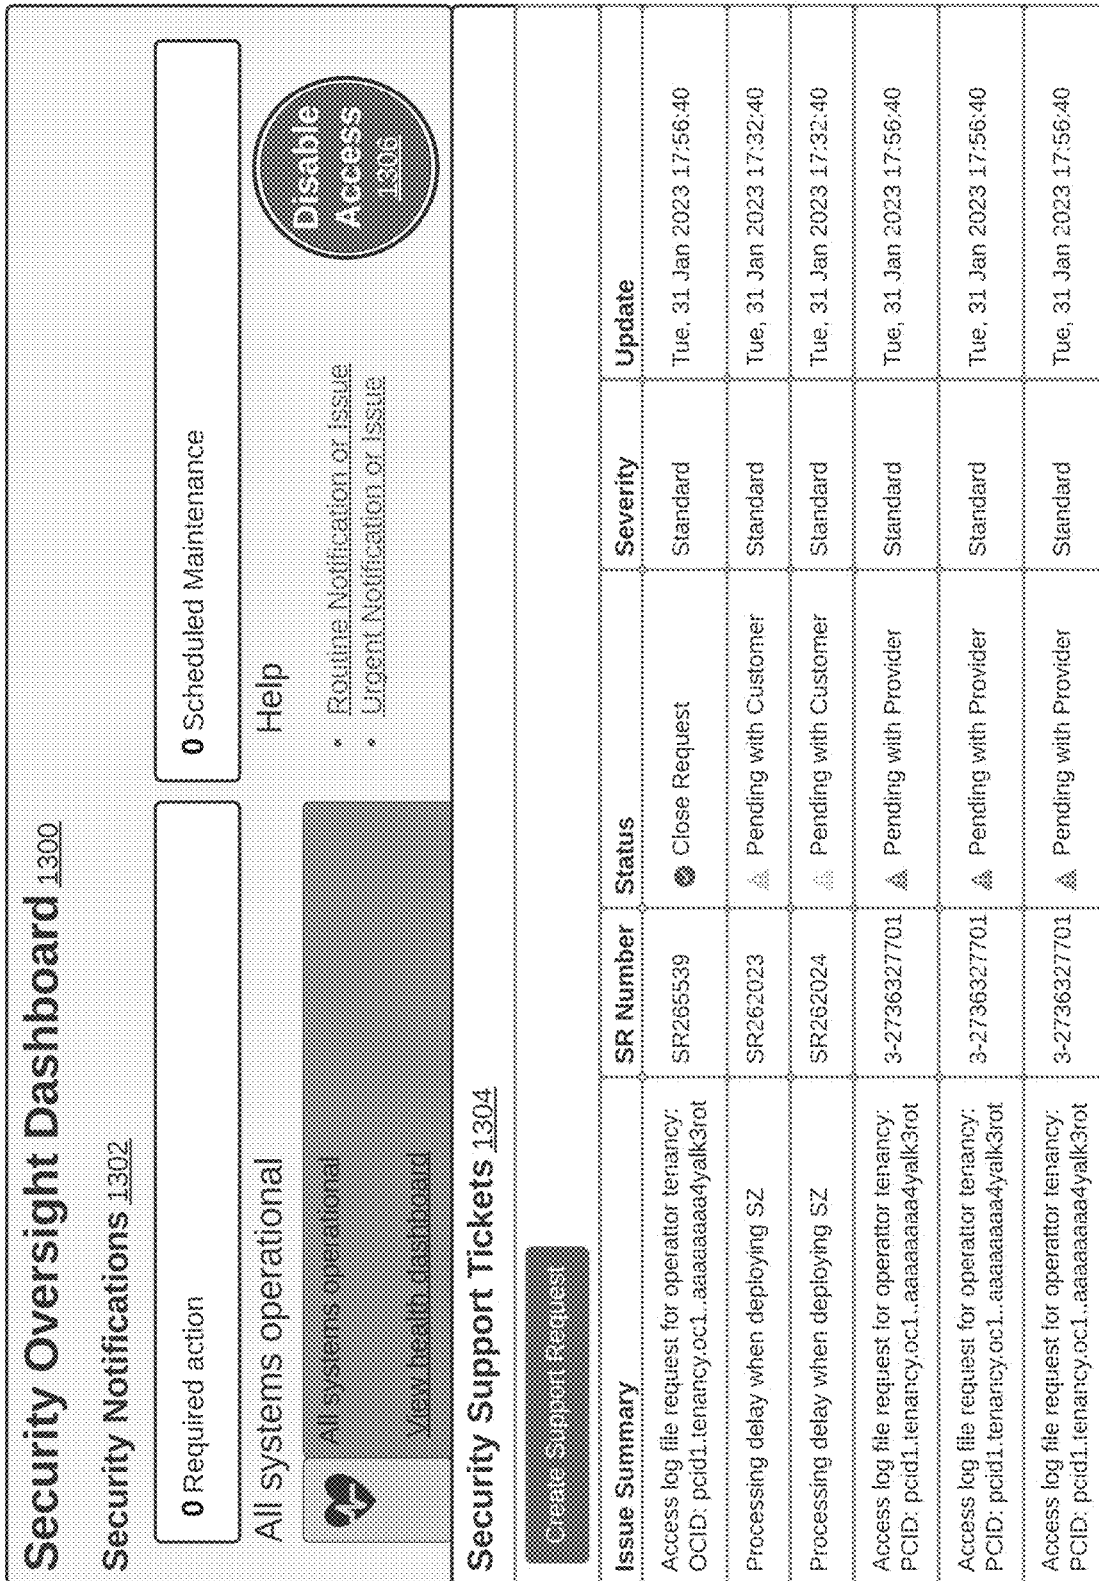 Security Oversight Dashboard 1300
Security Notifications 1302
0 Required action
0 Scheduled Maintenance
All systems operational
All systems operational
View health dashboard
Help
• Routine Notification or Issue
• Urgent Notification or Issue
Disable
Access
1306
Security Support Tickets 1304
Create Support Request
Issue Summary SR Number Status Severity Update
Access log file request for operattor tenancy:
OCID: pcid1.tenancy.oc1..aaaaaaaa4yalk3rot
SR265539 Close Request Standard Tue, 31 Jan 2023 17:56:40
Processing delay when deploying SZ SR262023 Pending with Customer Standard Tue, 31 Jan 2023 17:32:40
Processing delay when deploying SZ SR262024 Pending with Customer Standard Tue, 31 Jan 2023 17:32:40
Access log file request for operattor tenancy:
PCID: pcid1.tenancy.oc1..aaaaaaaa4yalk3rot
3-2736327701 Pending with Provider Standard Tue, 31 Jan 2023 17:56:40
Access log file request for operattor tenancy:
PCID: pcid1.tenancy.oc1..aaaaaaaa4yalk3rot
3-2736327701 Pending with Provider Standard Tue, 31 Jan 2023 17:56:40
Access log file request for operattor tenancy:
PCID: pcid1.tenancy.oc1..aaaaaaaa4yalk3rot
3-2736327701 Pending with Provider Standard Tue, 31 Jan 2023 17:56:40